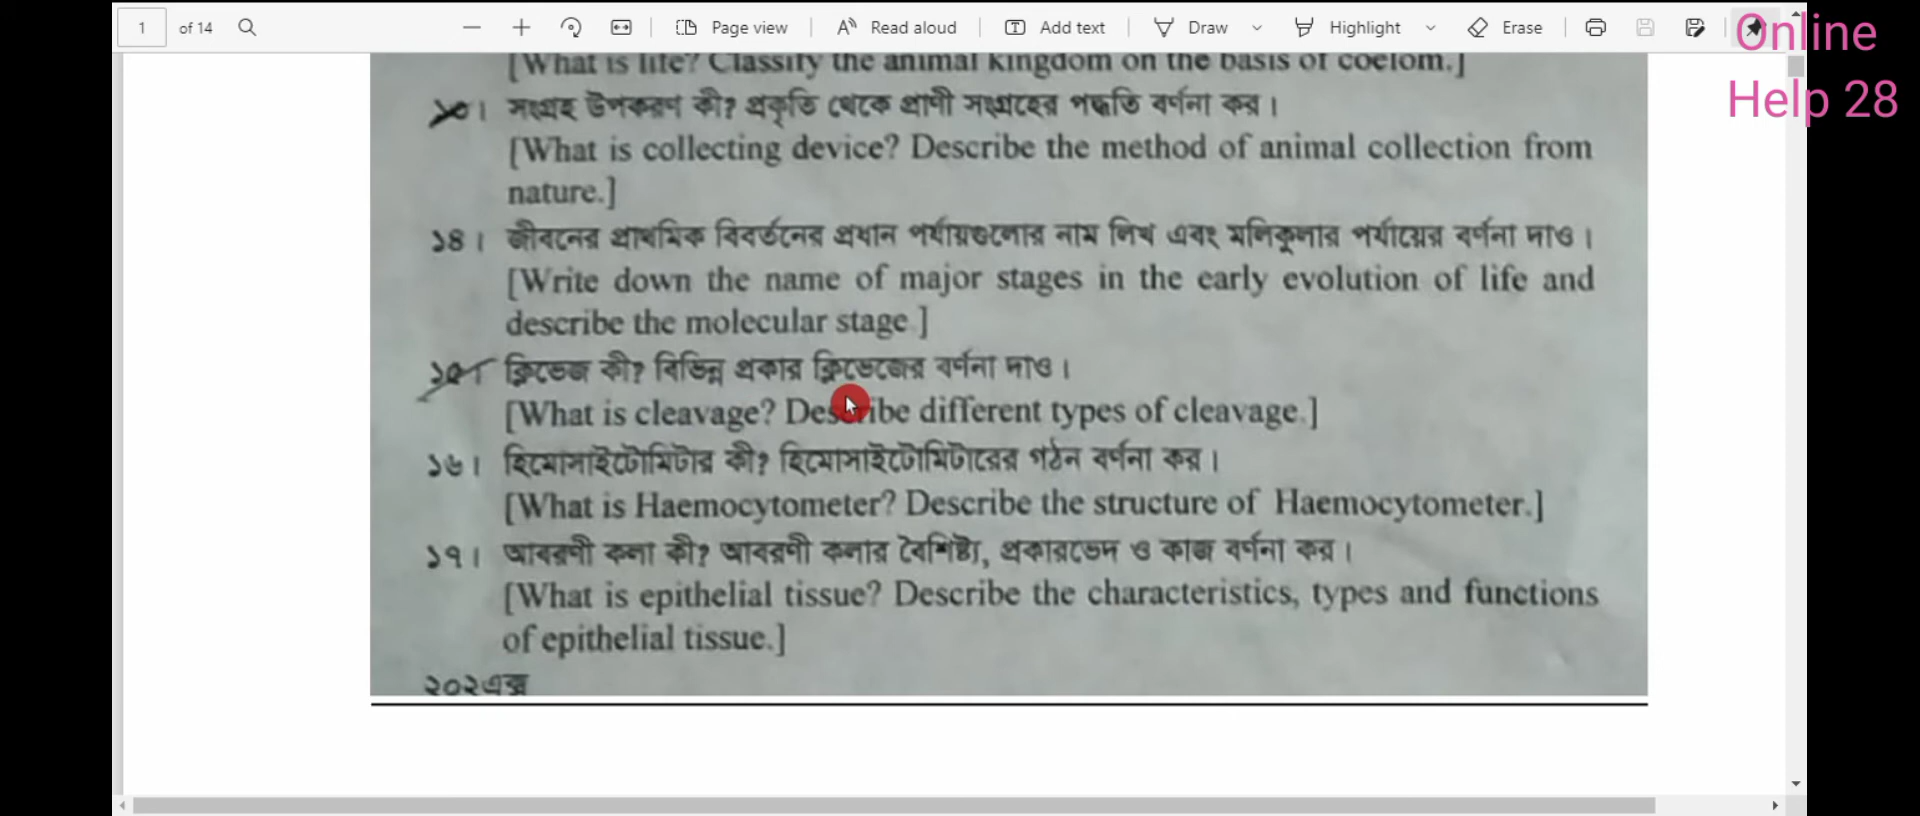 1 of 14 Page view Read aloud Add text Draw Highlight Erase
Online
Help 28
[What is life? Classify the animal kingdom on the basis of coelom.]
১৩। সংগ্রহ উপকরণ কী? প্রকৃতি থেকে প্রাণী সংগ্রহের পদ্ধতি বর্ণনা কর।
[What is collecting device? Describe the method of animal collection from
nature.]
১৪। জীবনের প্রাথমিক বিবর্তনের প্রধান পর্যায়গুলোর নাম লিখ এবং মলিকুলার পর্যায়ের বর্ণনা দাও।
[Write down the name of major stages in the early evolution of life and
describe the molecular stage.]
১৫। ক্লিভেজ কী? বিভিন্ন প্রকার ক্লিভেজের বর্ণনা দাও।
[What is cleavage? Describe different types of cleavage.]
১৬। হিমোসাইটোমিটার কী? হিমোসাইটোমিটারের গঠন বর্ণনা কর।
[What is Haemocytometer? Describe the structure of Haemocytometer.]
১৭। আবরণী কলা কী? আবরণী কলার বৈশিষ্ট্য, প্রকারভেদ ও কাজ বর্ণনা কর।
[What is epithelial tissue? Describe the characteristics, types and functions
of epithelial tissue.]
২০২এক্স